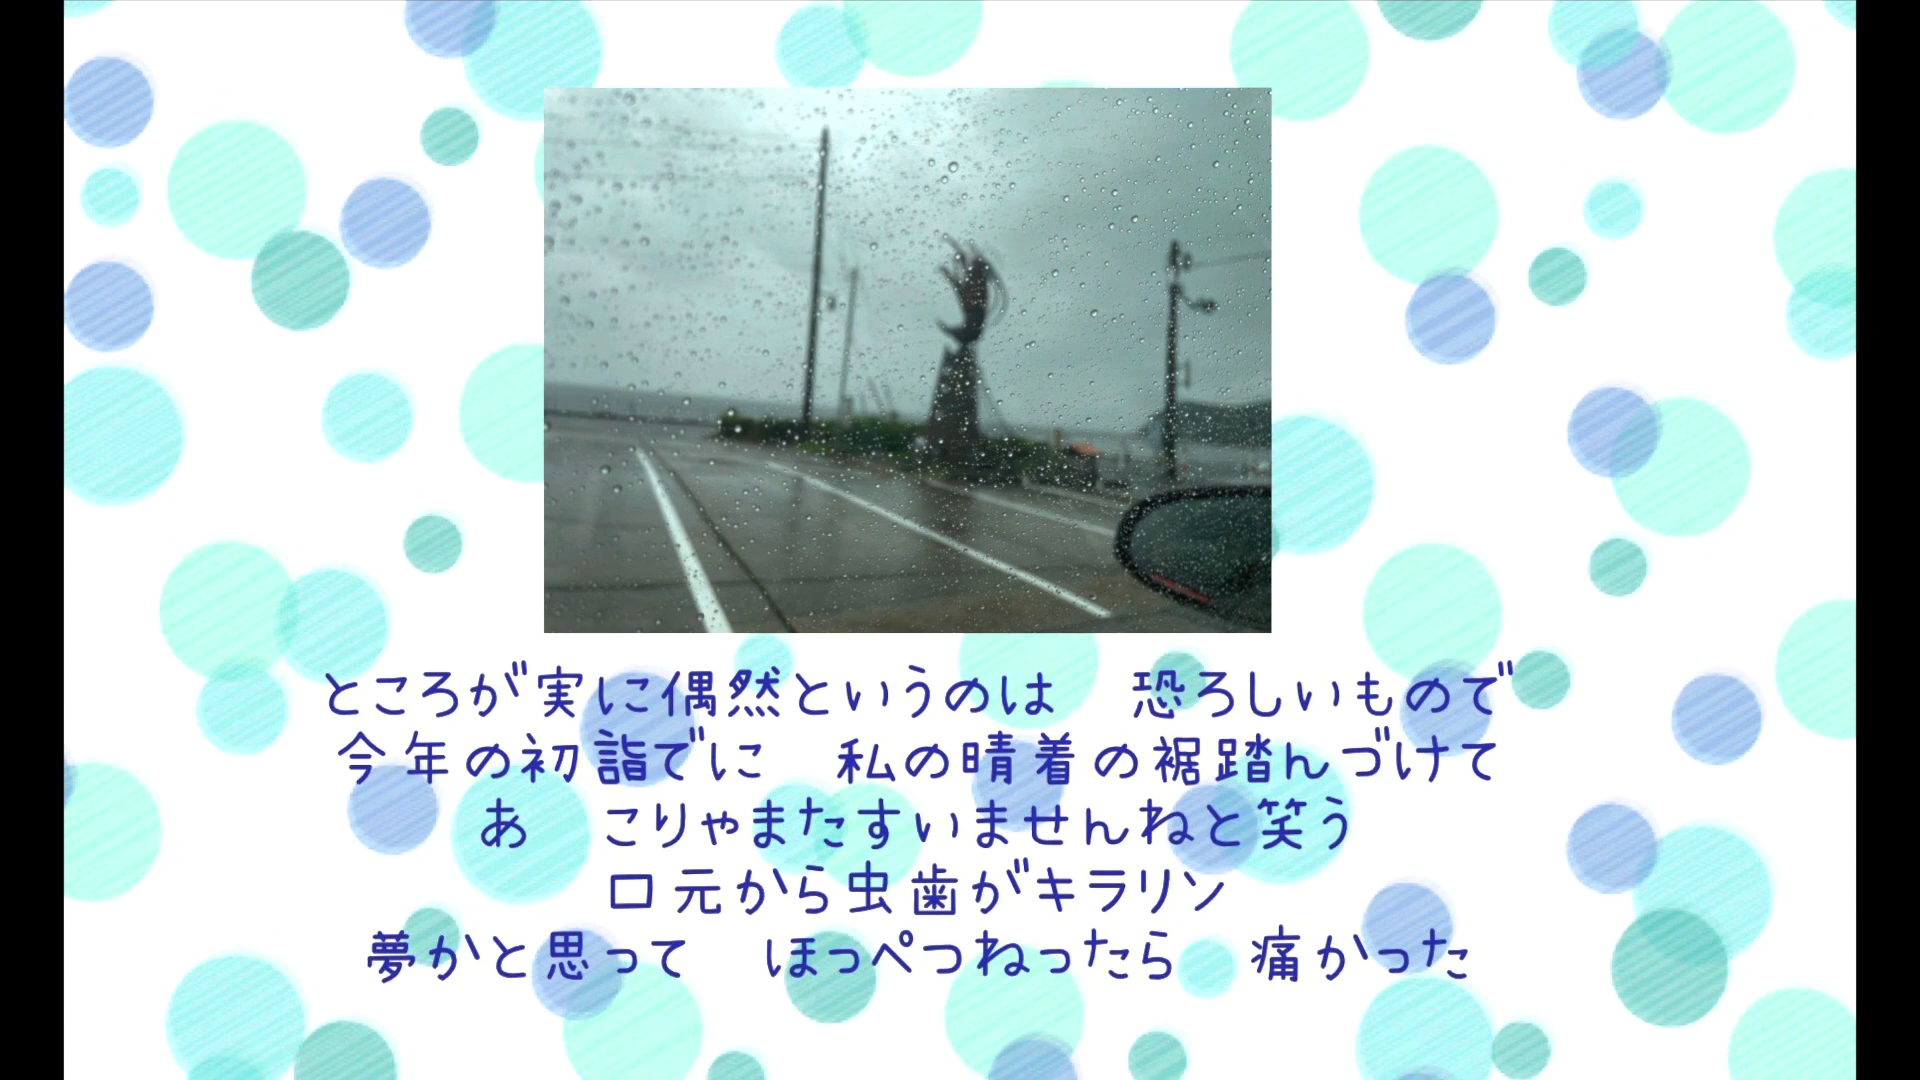 ところが実に偶然というのは　恐ろしいもので
今年の初詣でに　私の晴着の裾踏んづけて
あ　こりゃまたすいませんねと笑う
口元から虫歯がキラリン
夢かと思って　ほっぺつねったら　痛かった